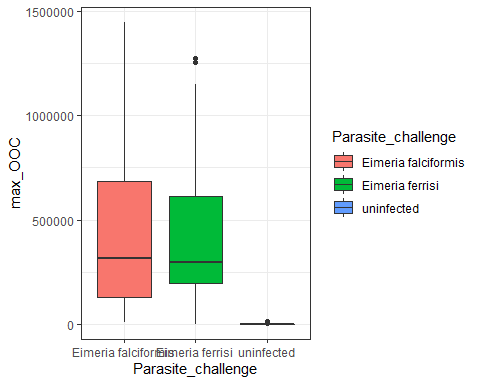 1500000
1000000
500000
0
max_OOC
Eimeria falciformis Eimeria ferrisi uninfected
Parasite_challenge
Parasite_challenge
Eimeria falciformis
Eimeria ferrisi
uninfected